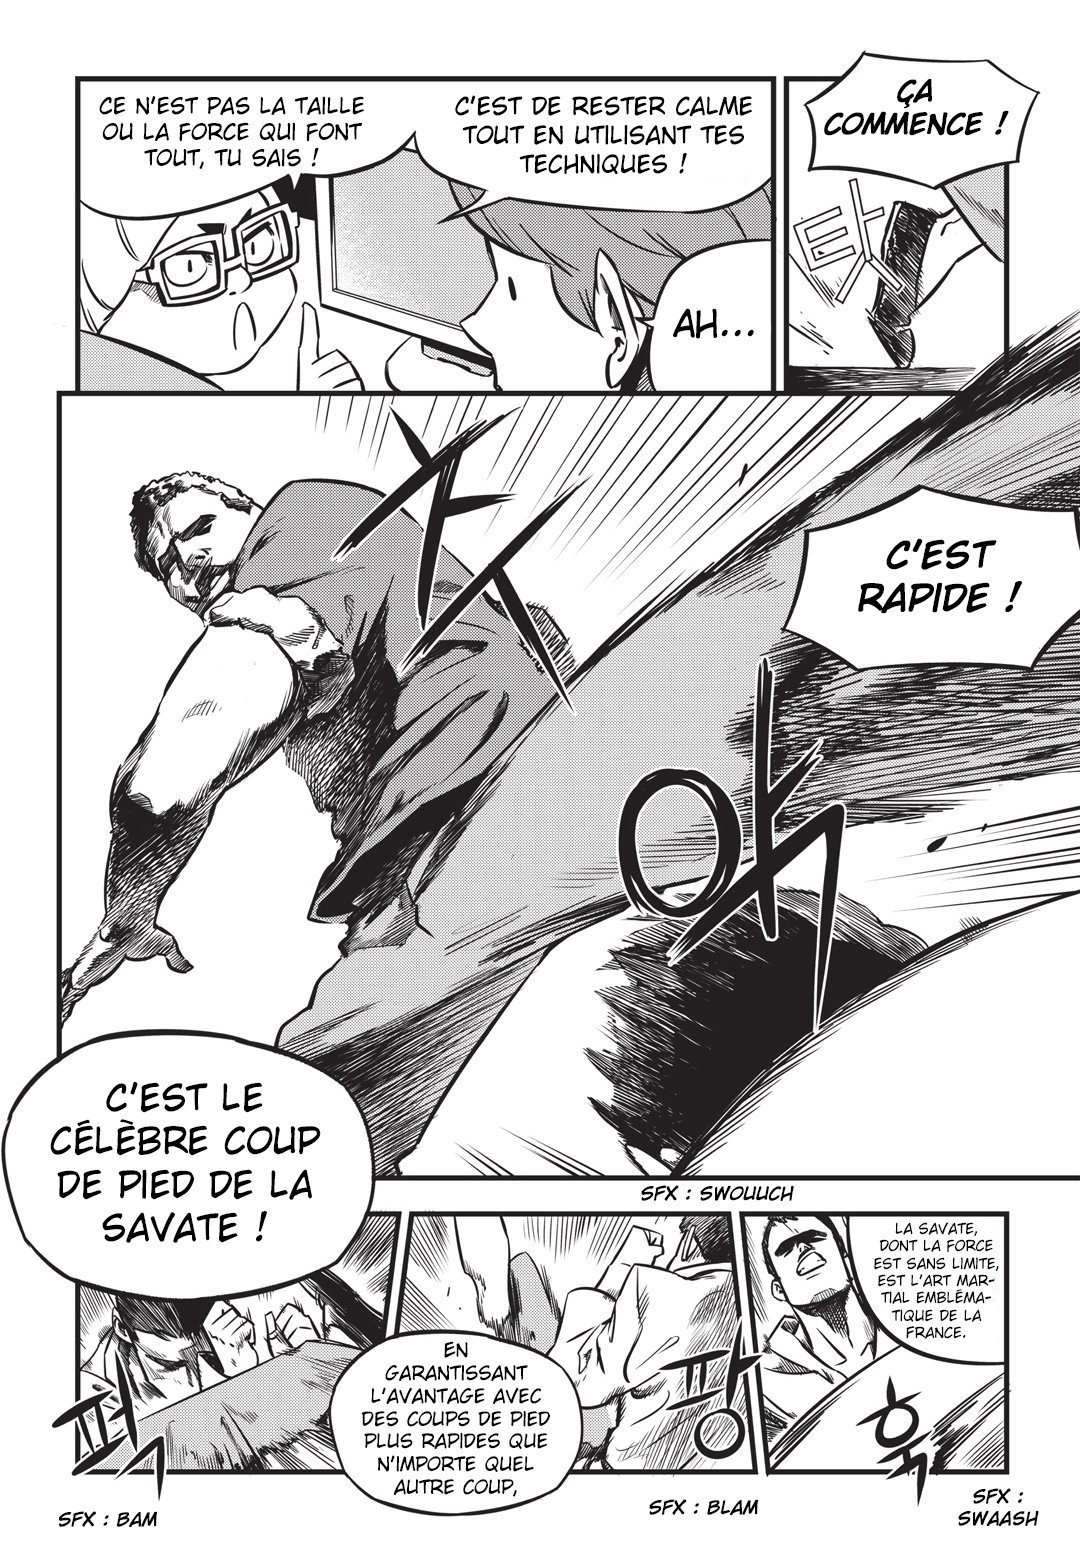 CE N'EST PAS LA TAILLE
OU LA FORCE QUI FONT
TOUT, TU SAIS !
C'EST DE RESTER CALME
TOUT EN UTILISANT TES
TECHNIQUES !
AH...
ÇA
COMMENCE !
탓
C'EST
RAPIDE !
C'EST LE
CÉLÈBRE COUP
DE PIED DE LA
SAVATE !
SFX : SWOUUCH
퍽
SFX : BAM
EN
GARANTISSANT
L'AVANTAGE AVEC
DES COUPS DE PIED
PLUS RAPIDES QUE
N'IMPORTE QUEL
AUTRE COUP,
팡
SFX : BLAM
LA SAVATE,
DONT LA FORCE
EST SANS LIMITE,
EST L'ART MAR-
TIAL EMBLÉMA-
TIQUE DE LA
FRANCE.
훅
SFX :
SWAASH